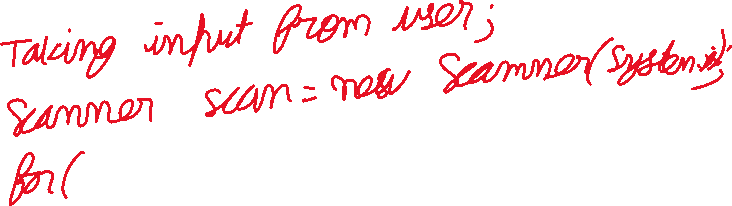 Taking input from user;
Scanner scan = new Scanner(System.in);
for(